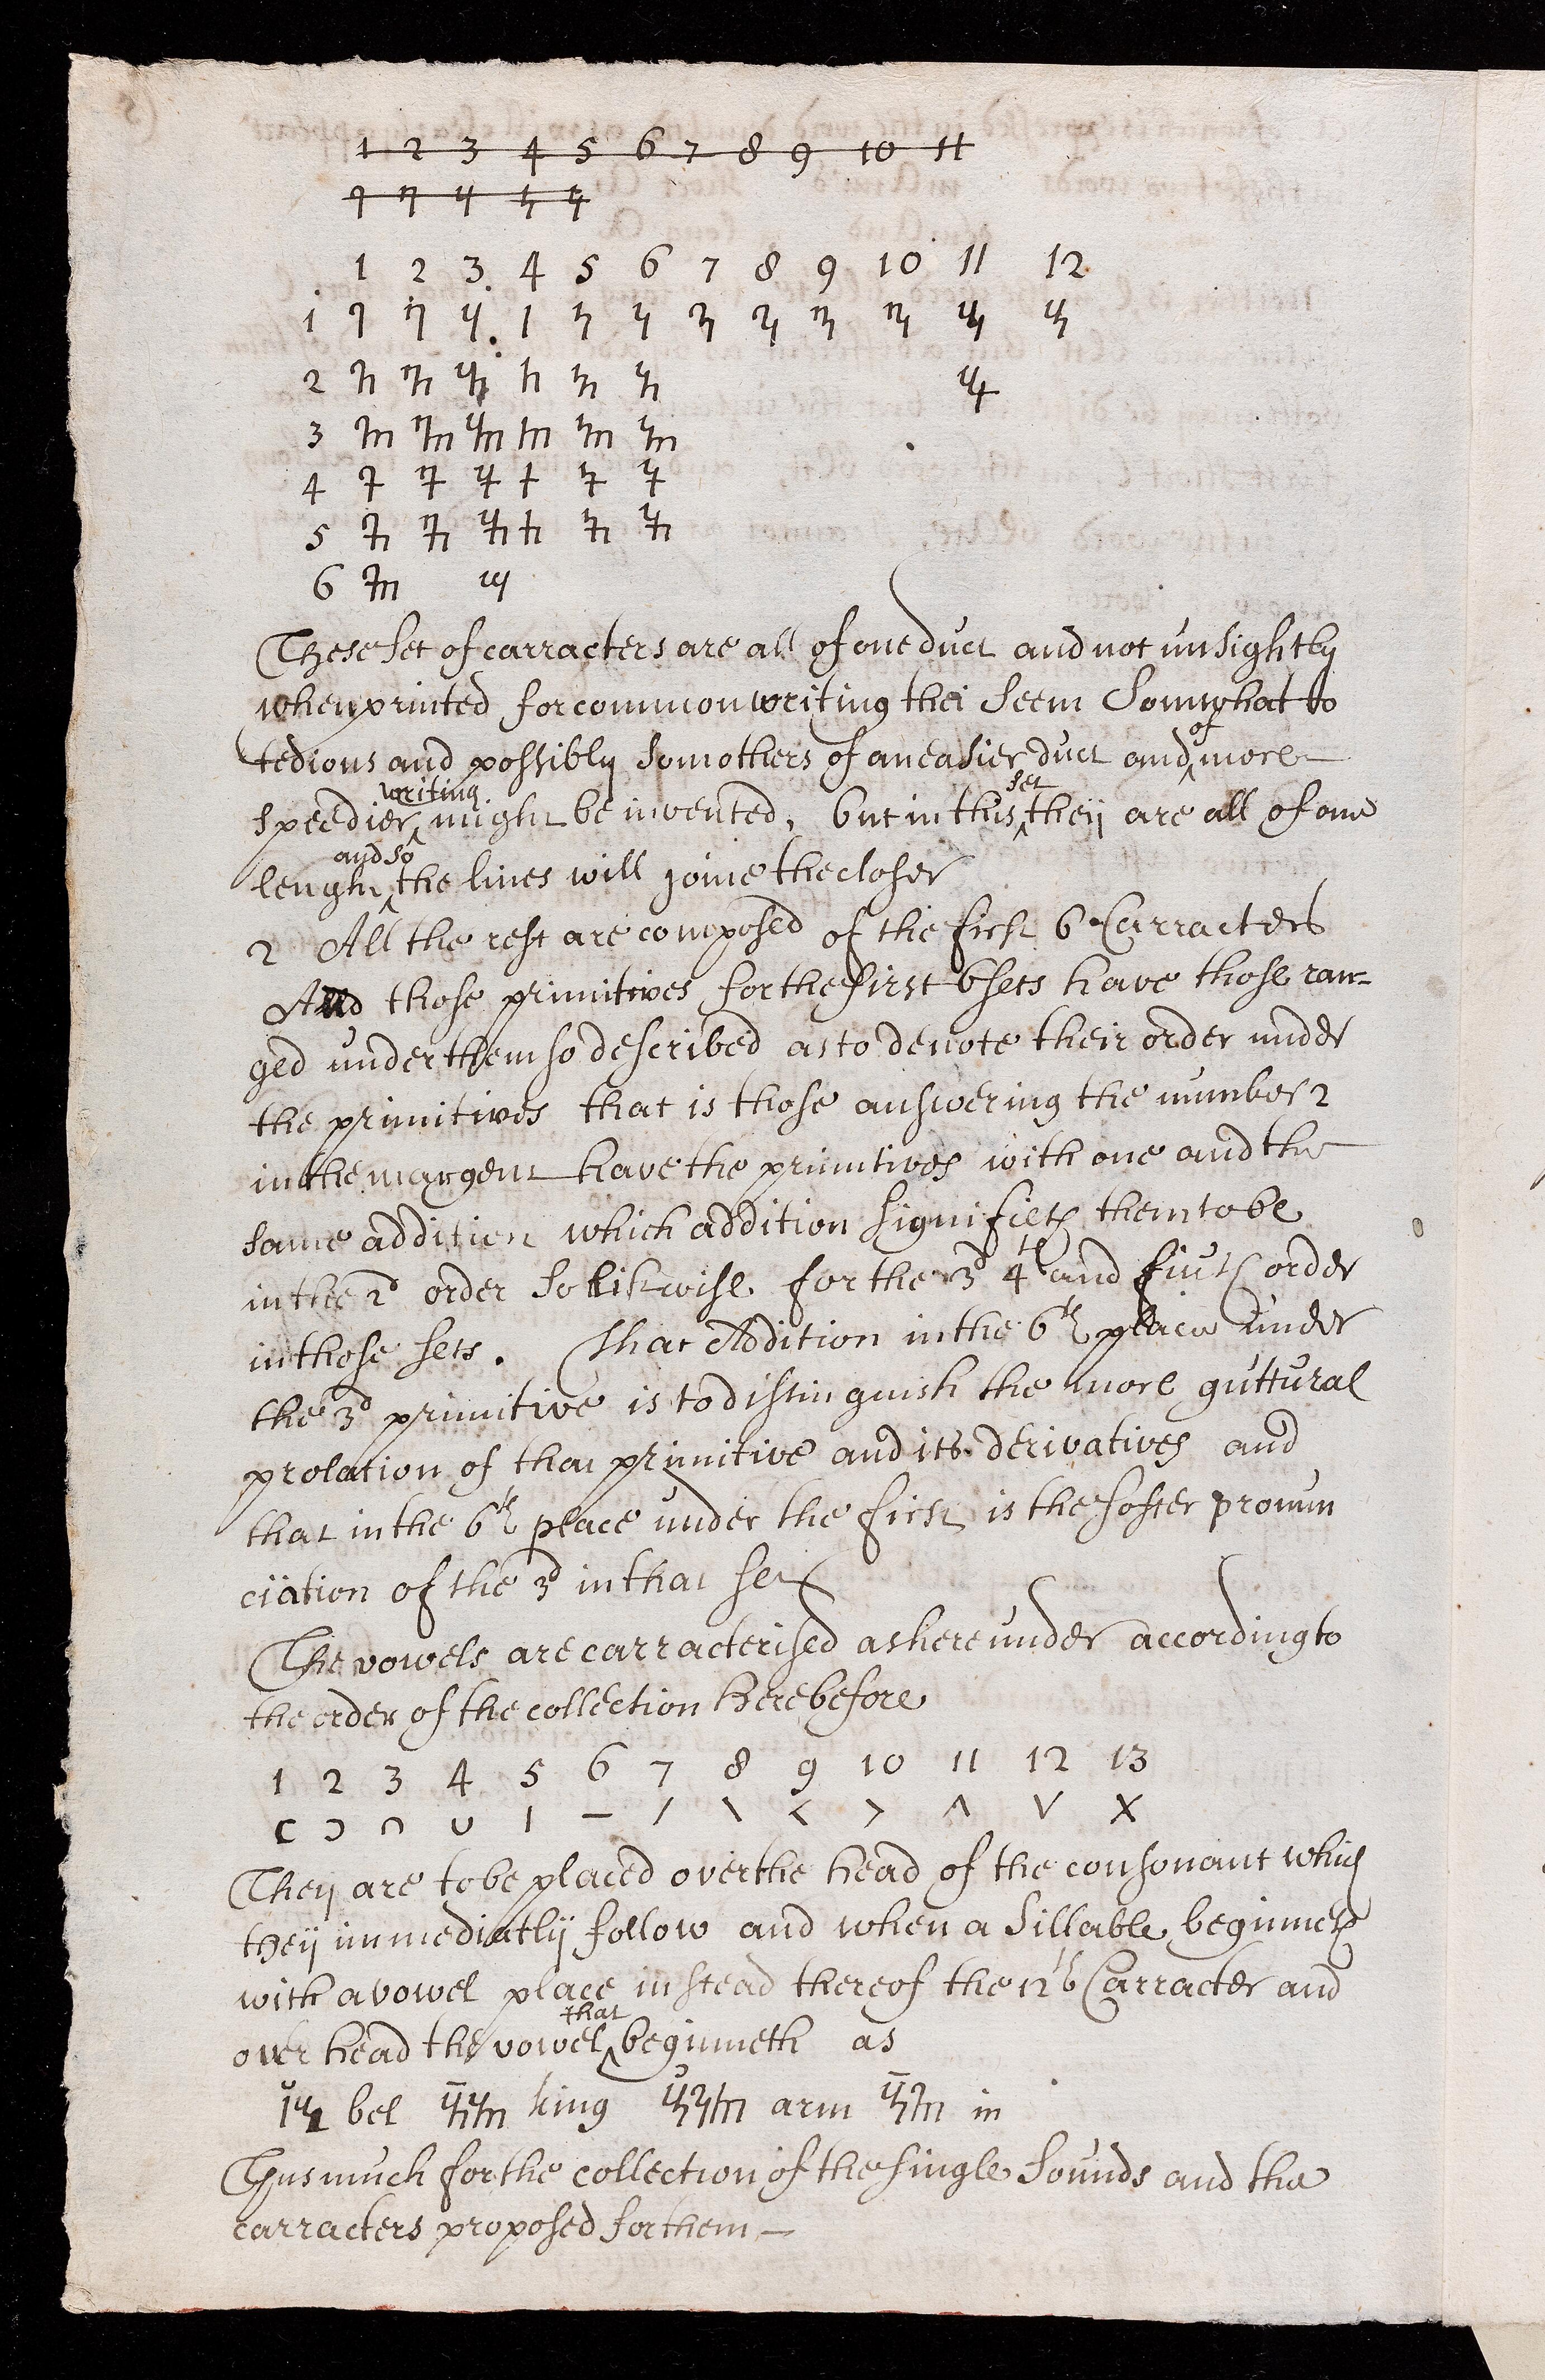 1 2 3 4 5 6 7 8 9 10 11
1 2 3 4 5 6 7 8 9 10 11 12
1
2
3
4
5
6
These set of carracters are all of one duct and not unsightly
when printed for common writing thei seem somwhat to
tedious and possibly som others of an easier duct and of more
speedier writing might be invented, but in this set theÿ are all of one
lenght and so the lines will joine the closer
2 All the rest are composed of the first 6 Carracters
And those primitives for the first 6 sets have those ran-
ged under them so described as to denote their order under
the primitives that is those answering the number 2
in the margent have the primitives with one and the
same addition which addition signifieth them to be
in the 2d order so likwise for the 3d 4th and fivth order
in those sets. That Addition in the 6th place under
the 3d primitive is to distinguish the more guttural
prolation of that primitive and its derivatives and
that in the 6th place under the first is the softer pronun
ciation of the 3d in that set
The vowels are carracterised as hereunder according to
the order of the collection herebefore
1 2 3 4 5 6 7 8 9 10 11 12 13
c ɔ ∩ ∪ | — / \ < > ʌ v x
Theÿ are to be placed over the head of the consonant which
theÿ immediatlÿ follow and when a sillable beginneth
with a vowel place in stead thereof the 12th Carracter and
over head the vowel that beginneth as
bel king arm in
Thus much for the collection of the single sounds and the
carracters proposed for them —